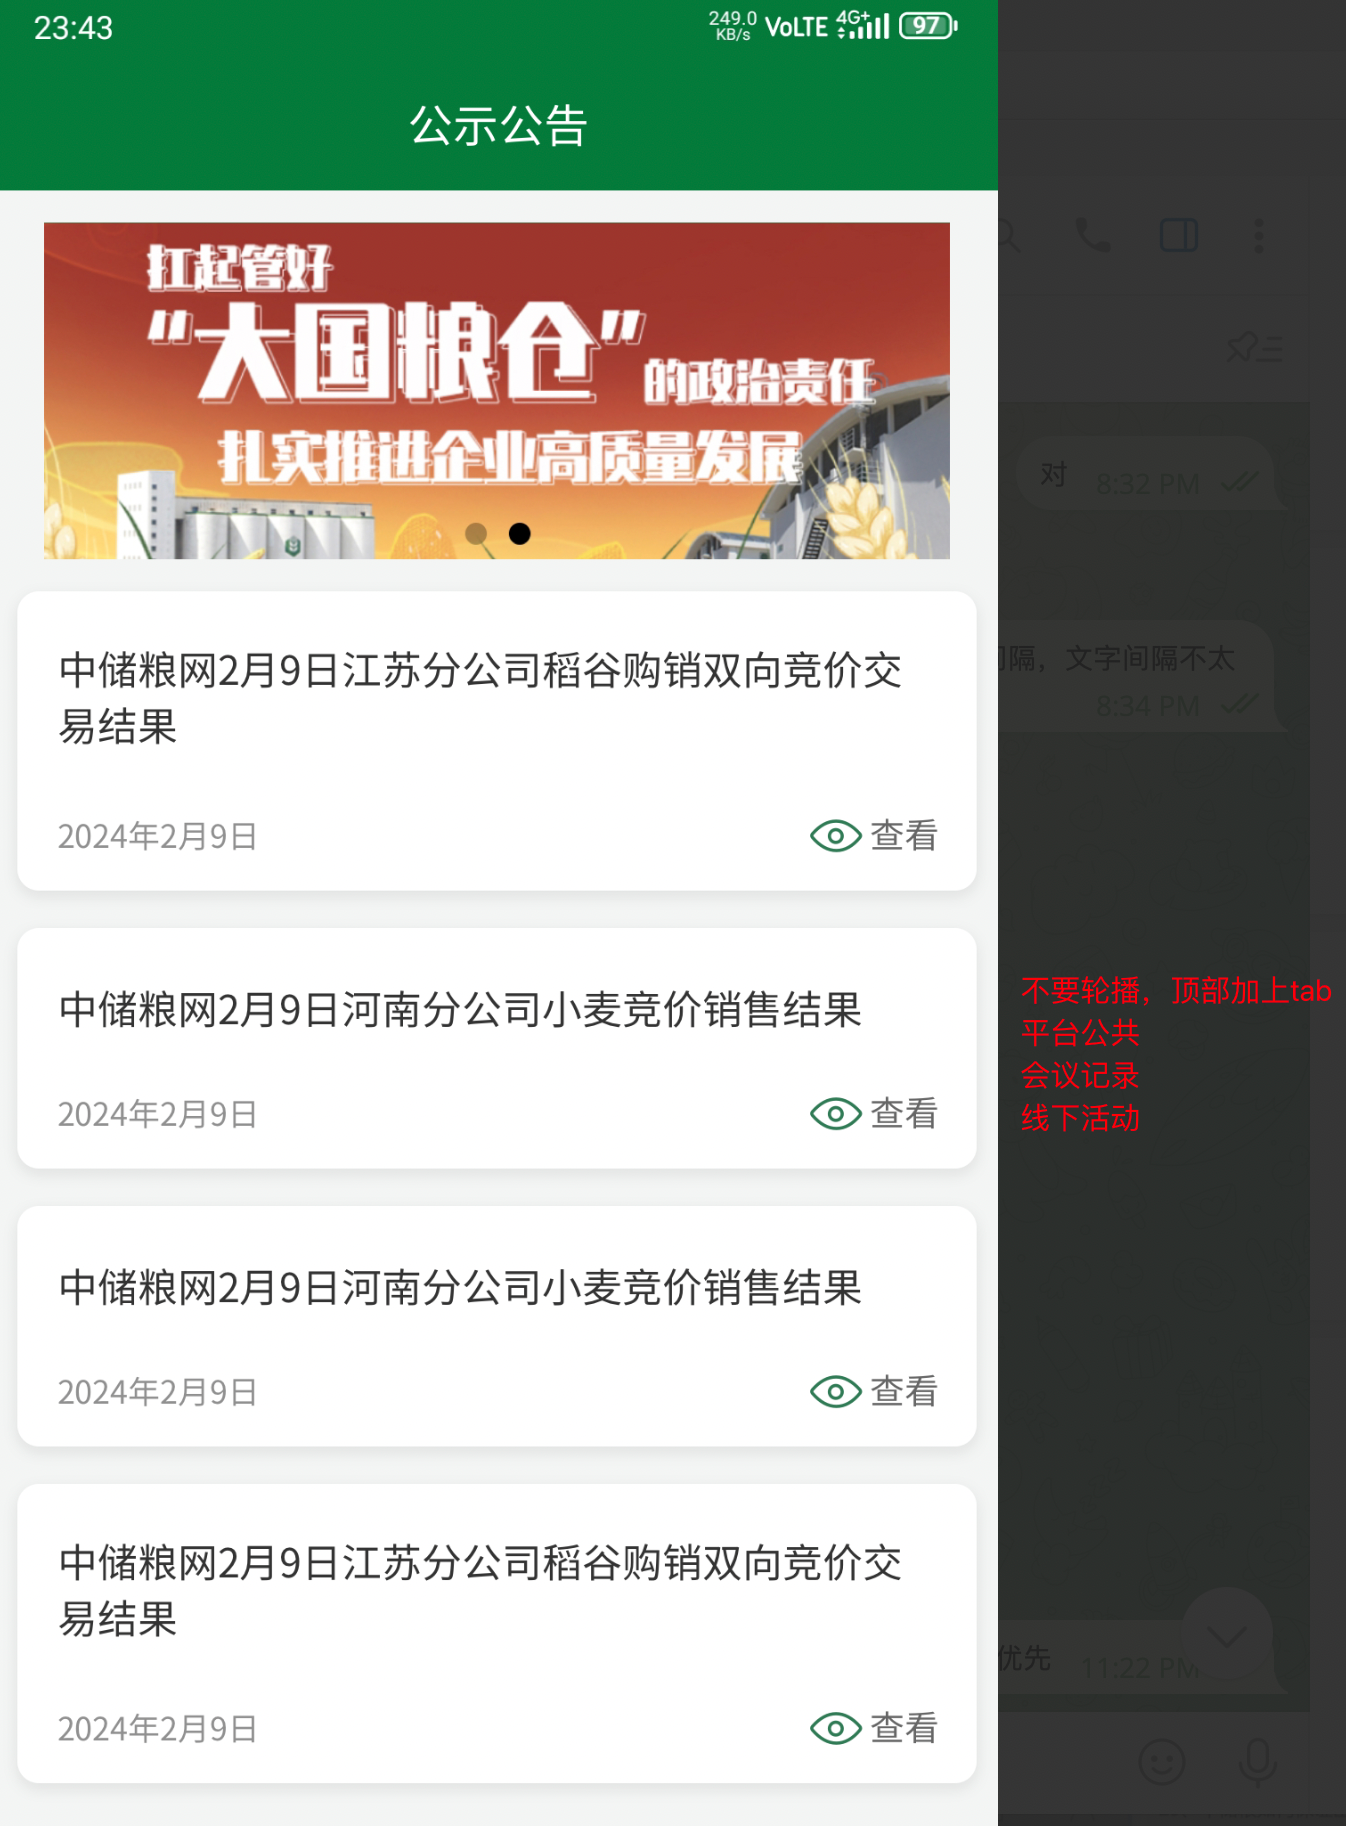 23:43
249.0 KB/s VoLTE 4G+ 97
公示公告
扛起管好
“大国粮仓”的政治责任
扎实推进企业高质量发展
中储粮网2月9日江苏分公司稻谷购销双向竞价交
易结果
2024年2月9日 查看
中储粮网2月9日河南分公司小麦竞价销售结果
2024年2月9日 查看
中储粮网2月9日河南分公司小麦竞价销售结果
2024年2月9日 查看
中储粮网2月9日江苏分公司稻谷购销双向竞价交
易结果
2024年2月9日 查看
对 8:32 PM
隔，文字间隔不太
8:34 PM
不要轮播，顶部加上tab
平台公共
会议记录
线下活动
优先 11:22 PM